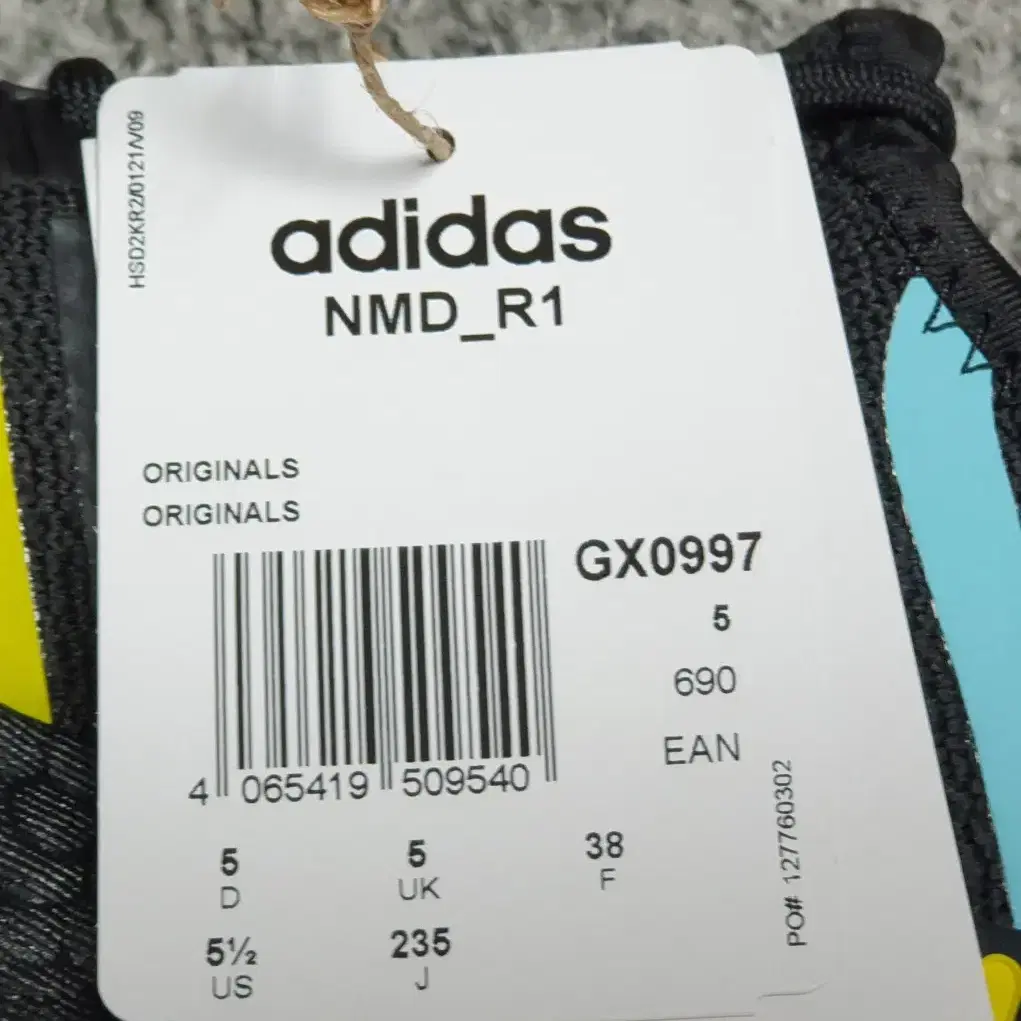 HSD2KR2/0121/V09
adidas
NMD_R1
ORIGINALS
ORIGINALS
GX0997
5
690
EAN
4 065419 509540
PO# 127760302
5 5 38
D UK F
5½ 235
US J